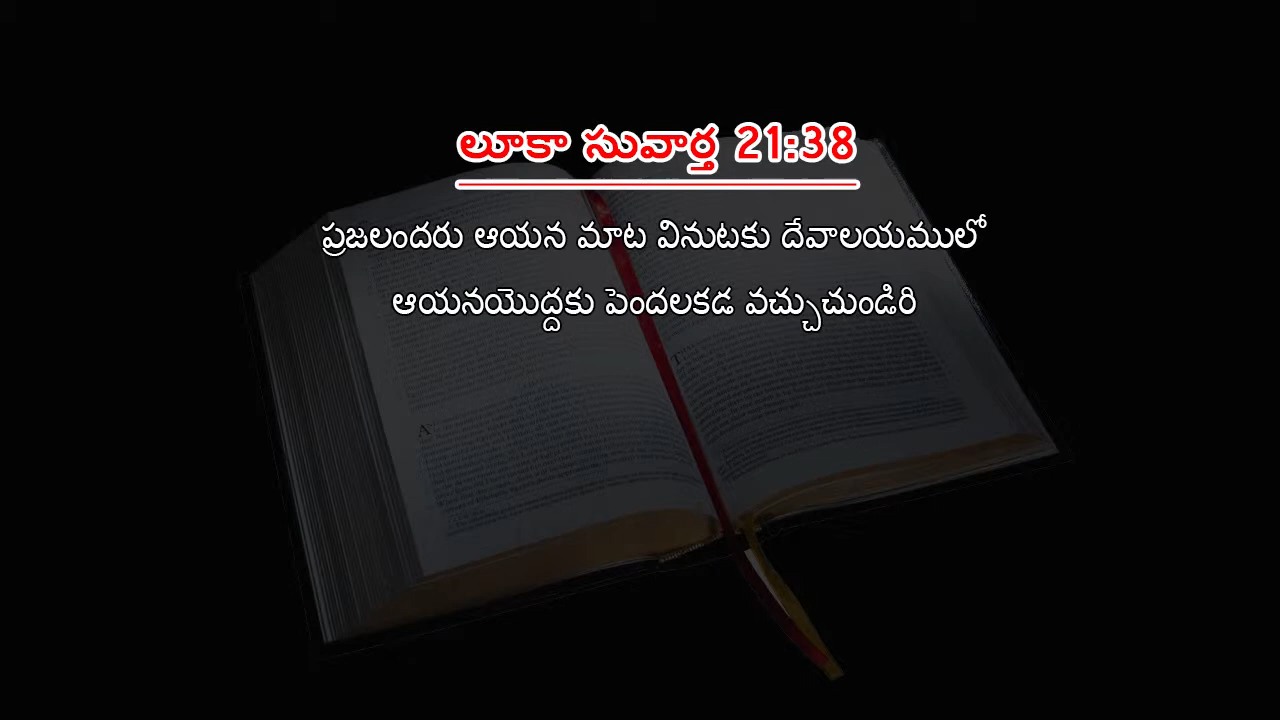 లూకా సువార్త 21:38
ప్రజలందరు ఆయన మాట వినుటకు దేవాలయములో
ఆయనయొద్దకు పెందలకడ వచ్చుచుండిరి